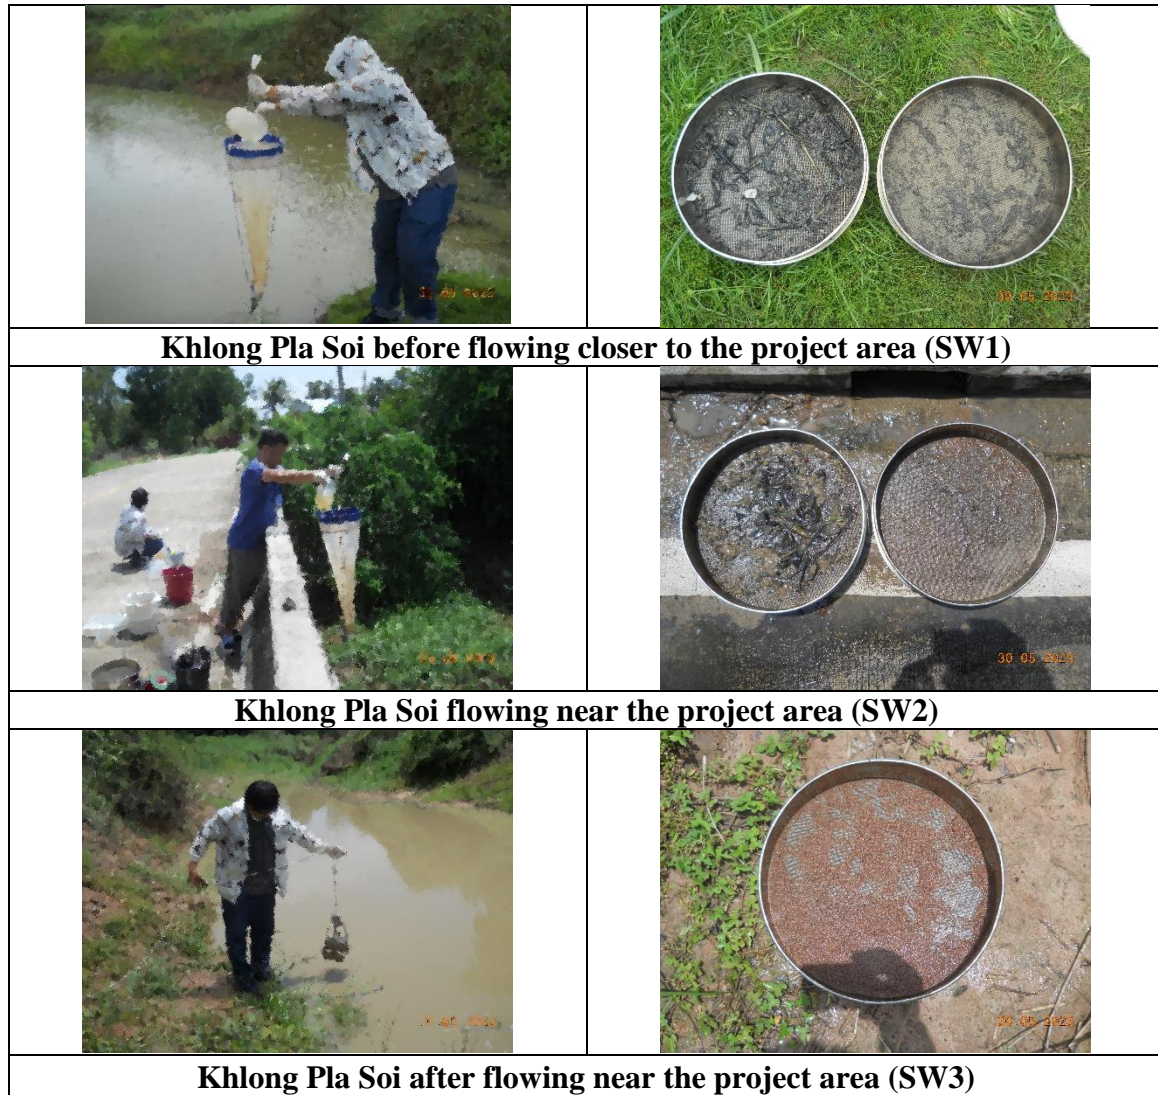 30 05 2023
Khlong Pla Soi before flowing closer to the project area (SW1)
30 05 2023
Khlong Pla Soi flowing near the project area (SW2)
30 05 2023
Khlong Pla Soi after flowing near the project area (SW3)